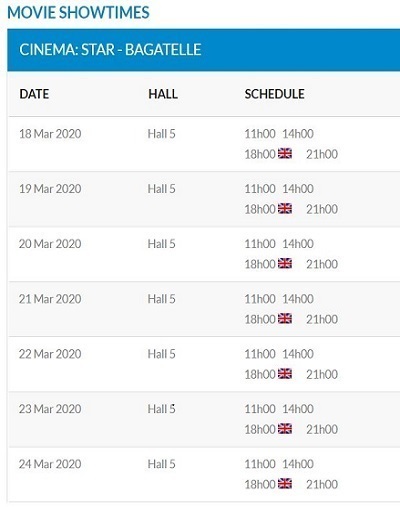 MOVIE SHOWTIMES
CINEMA: STAR - BAGATELLE
DATE HALL SCHEDULE
18 Mar 2020 Hall 5 11h00 14h00
18h00 21h00
19 Mar 2020 Hall 5 11h00 14h00
18h00 21h00
20 Mar 2020 Hall 5 11h00 14h00
18h00 21h00
21 Mar 2020 Hall 5 11h00 14h00
18h00 21h00
22 Mar 2020 Hall 5 11h00 14h00
18h00 21h00
23 Mar 2020 Hall 5 11h00 14h00
18h00 21h00
24 Mar 2020 Hall 5 11h00 14h00
18h00 21h00